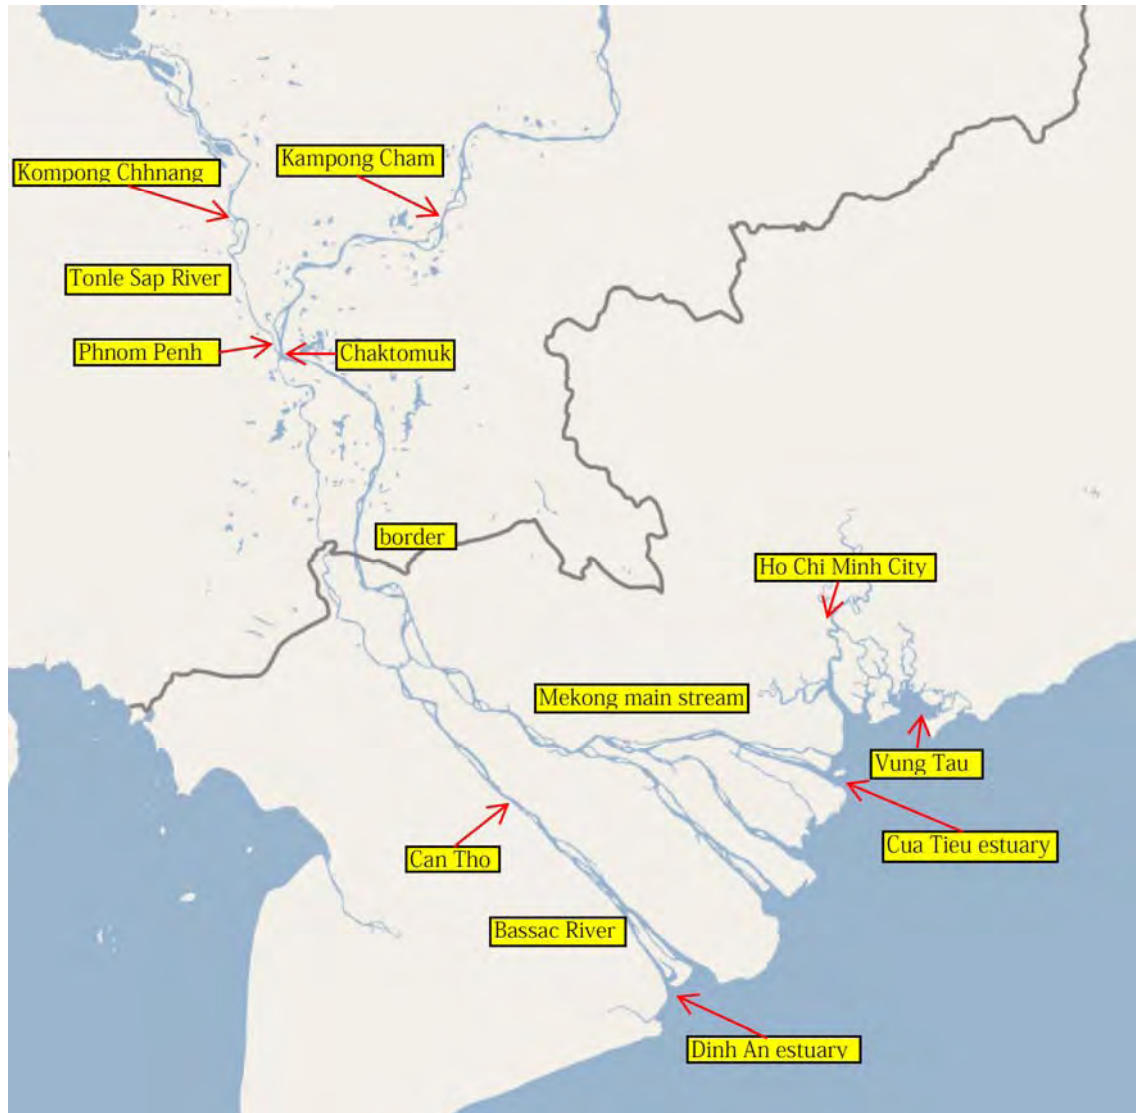 Kampong Cham
Kompong Chhnang
Tonle Sap River
Phnom Penh
Chaktomuk
border
Ho Chi Minh City
Mekong main stream
Vung Tau
Cua Tieu estuary
Can Tho
Bassac River
Dinh An estuary